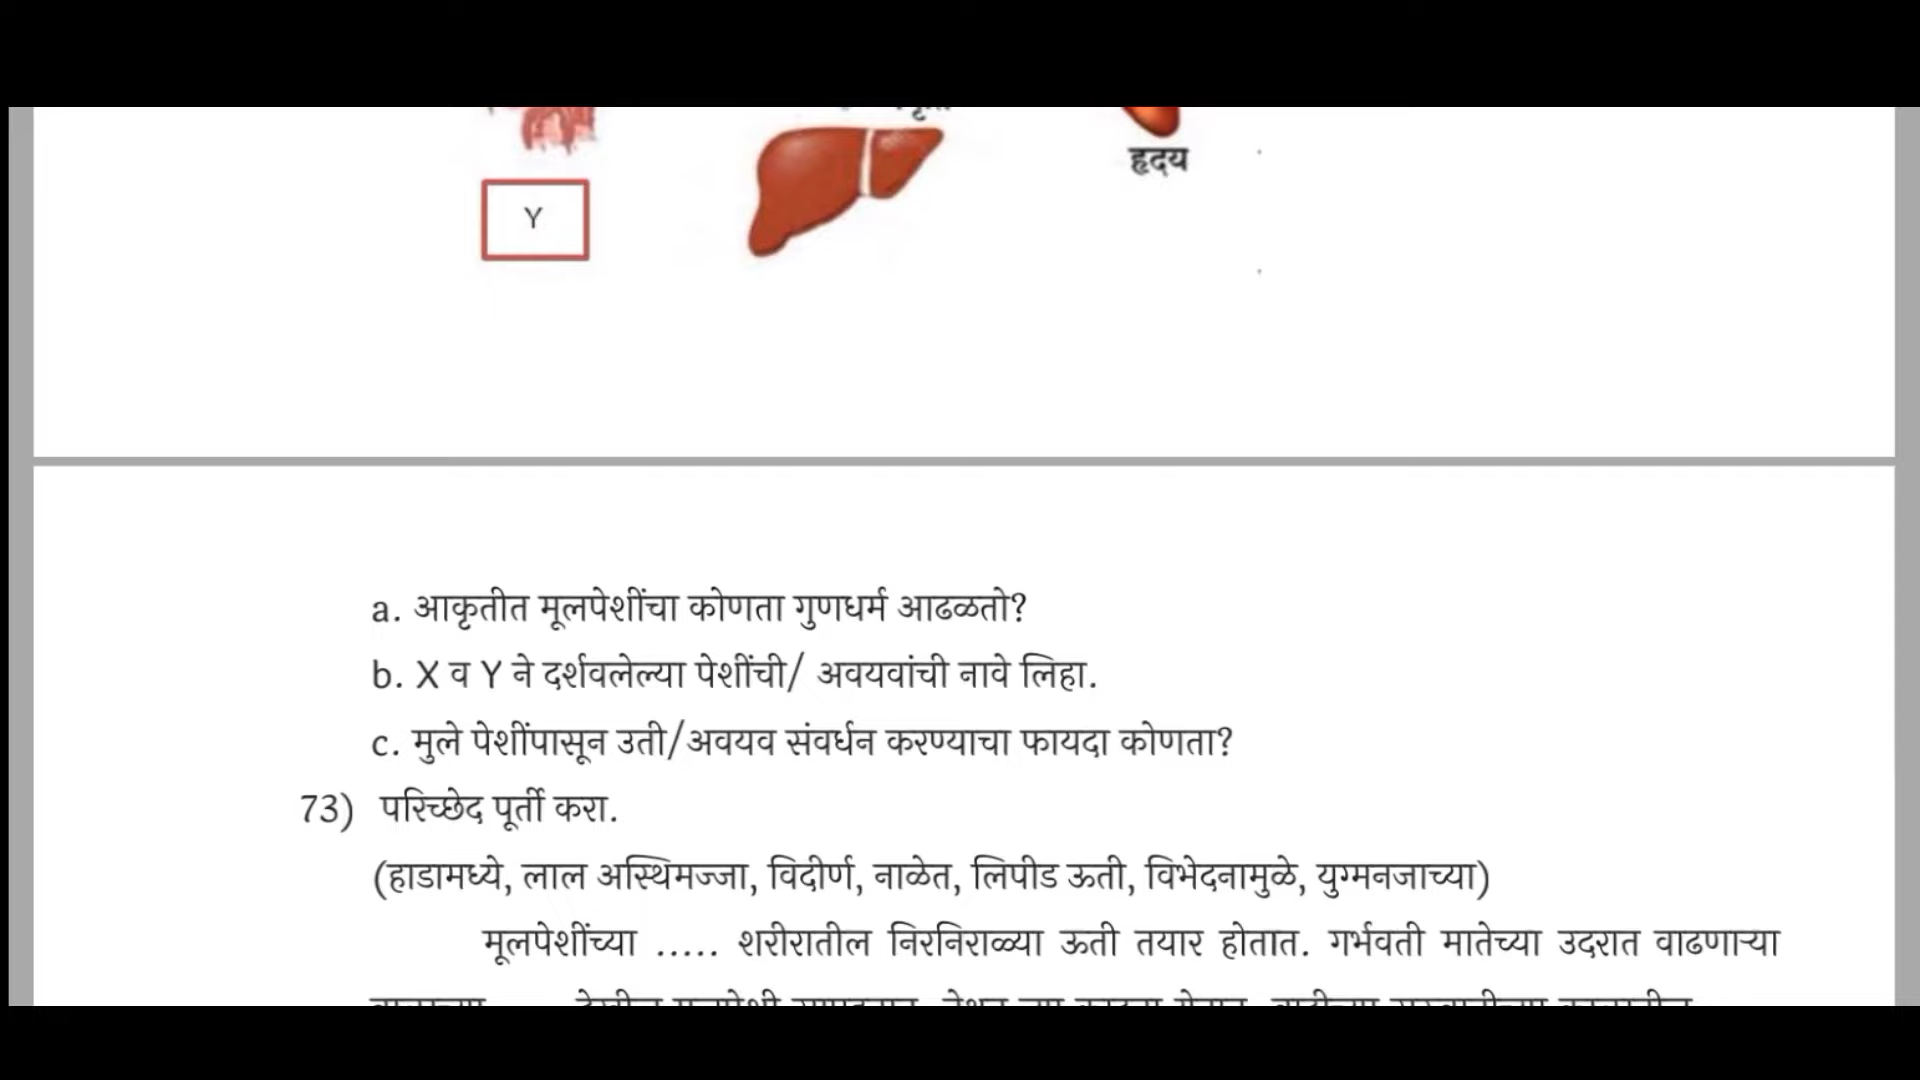 हृदय
Y
a. आकृतीत मूलपेशींचा कोणता गुणधर्म आढळतो?
b. X व Y ने दर्शवलेल्या पेशींची/ अवयवांची नावे लिहा.
c. मुले पेशींपासून उती/अवयव संवर्धन करण्याचा फायदा कोणता?
73) परिच्छेद पूर्ती करा.
(हाडामध्ये, लाल अस्थिमज्जा, विदीर्ण, नाळेत, लिपीड ऊती, विभेदनामुळे, युग्मनजाच्या)
मूलपेशींच्या ..... शरीरातील निरनिराळ्या ऊती तयार होतात. गर्भवती मातेच्या उदरात वाढणाऱ्या